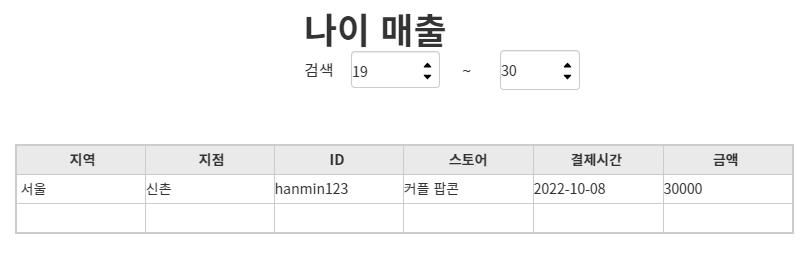 나이 매출
검색 19 ~ 30
지역 지점 ID 스토어 결제시간 금액
서울 신촌 hanmin123 커플 팝콘 2022-10-08 30000